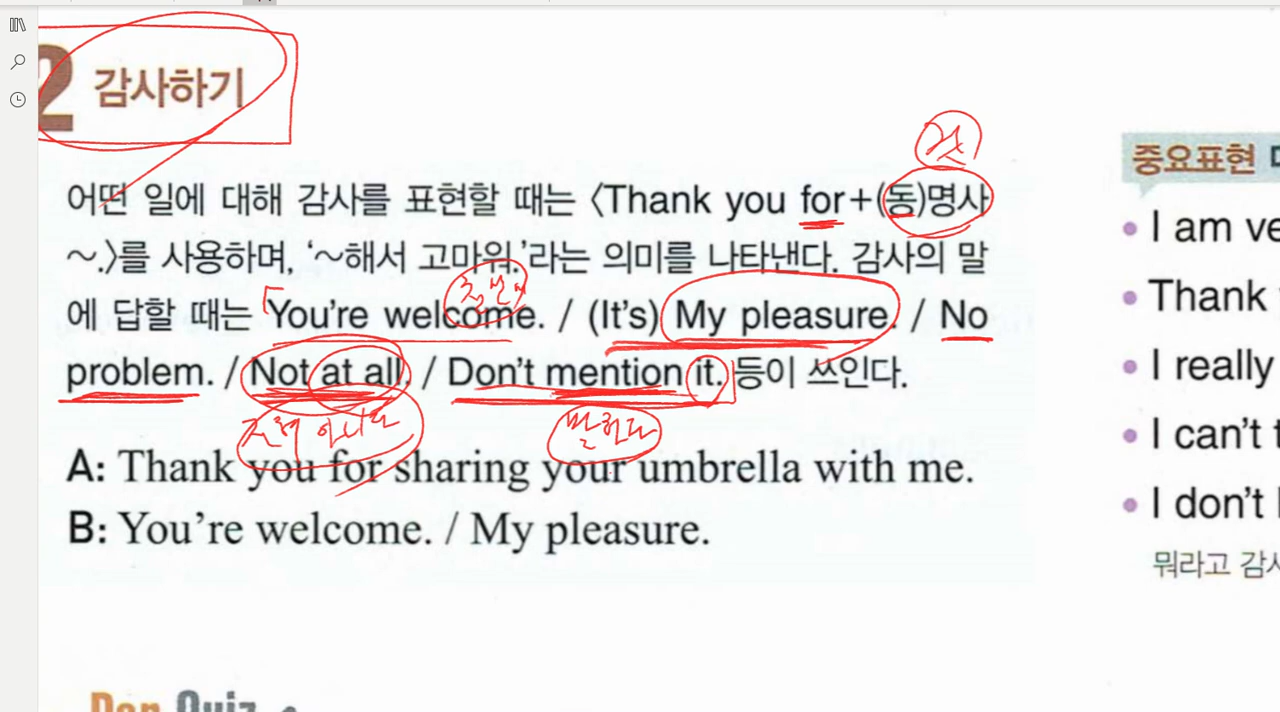 2 감사하기
것
어떤 일에 대해 감사를 표현할 때는 〈Thank you for+(동)명사
~.〉를 사용하며, ‘~해서 고마워.’라는 의미를 나타낸다. 감사의 말
에 답할 때는 You’re welcome. / (It’s) My pleasure. / No
problem. / Not at all. / Don’t mention it. 등이 쓰인다.
전혀 아니다
말한다
A: Thank you for sharing your umbrella with me.
B: You’re welcome. / My pleasure.
중요표현
• I am ve
• Thank
• I really
• I can’t t
• I don’t
뭐라고 감사
Pop Quiz